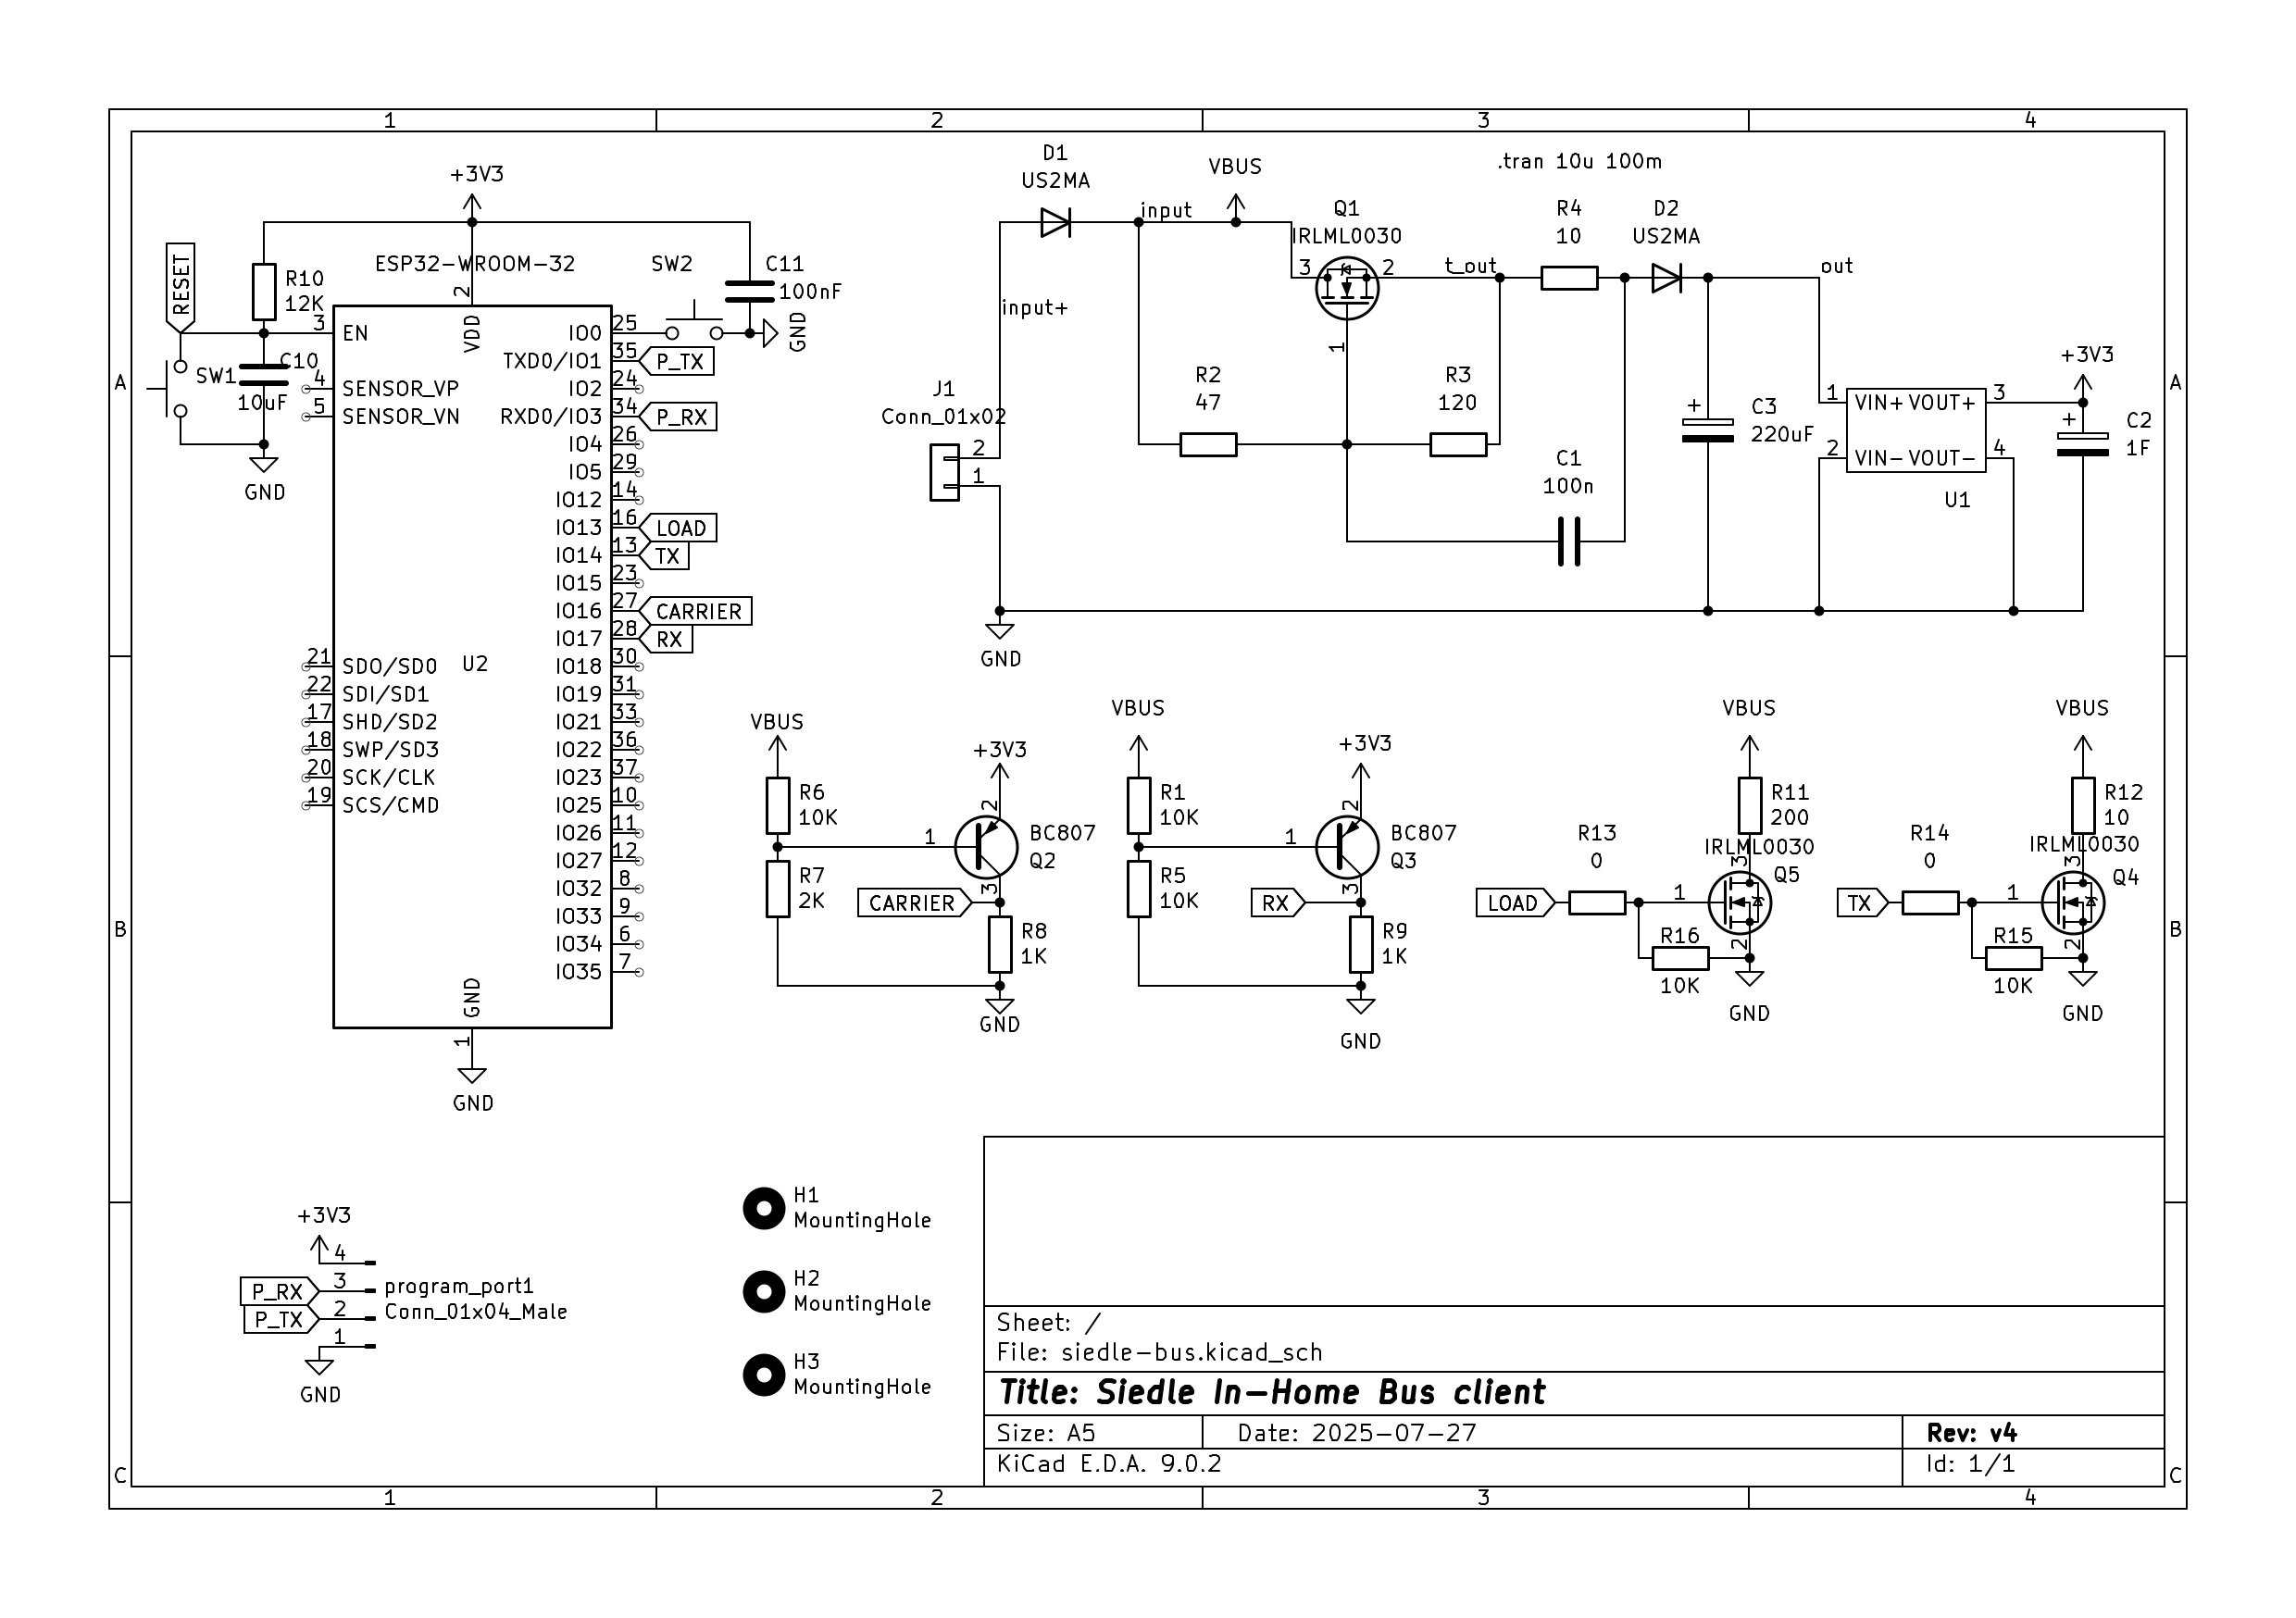 1
2
3
4
A
B
C
+3V3
RESET
R10
12K
ESP32-WROOM-32
SW2
C11
100nF
GND
2
VDD
3
EN
SW1
C10
10uF
4
SENSOR_VP
5
SENSOR_VN
GND
IO0
25
TXD0/IO1
35
P_TX
IO2
24
RXD0/IO3
34
P_RX
IO4
26
IO5
29
IO12
14
IO13
16
LOAD
IO14
13
TX
IO15
23
IO16
27
CARRIER
IO17
28
RX
21
SDO/SD0
U2
IO18
30
22
SDI/SD1
IO19
31
17
SHD/SD2
IO21
33
18
SWP/SD3
IO22
36
20
SCK/CLK
IO23
37
19
SCS/CMD
IO25
10
IO26
11
IO27
12
IO32
8
IO33
9
IO34
6
IO35
7
GND
1
GND
D1
US2MA
VBUS
input
input+
J1
Conn_01x02
2
1
GND
.tran 10u 100m
Q1
IRLML0030
3
2
1
t_out
R4
10
D2
US2MA
out
R2
47
R3
120
C1
100n
C3
220uF
+
1
VIN+
VOUT+
3
2
VIN-
VOUT-
4
U1
+3V3
+
C2
1F
VBUS
R6
10K
R7
2K
1
+3V3
2
BC807
Q2
3
CARRIER
R8
1K
GND
VBUS
R1
10K
R5
10K
1
+3V3
2
BC807
Q3
3
RX
R9
1K
GND
VBUS
R11
200
IRLML0030
R13
0
LOAD
1
3
Q5
2
R16
10K
GND
VBUS
R12
10
IRLML0030
R14
0
TX
1
3
Q4
2
R15
10K
GND
+3V3
4
P_RX
3
P_TX
2
1
program_port1
Conn_01x04_Male
GND
H1
MountingHole
H2
MountingHole
H3
MountingHole
Sheet: /
File: siedle-bus.kicad_sch
Title: Siedle In-Home Bus client
Size: A5
Date: 2025-07-27
Rev: v4
KiCad E.D.A. 9.0.2
Id: 1/1
A
B
C
1
2
3
4